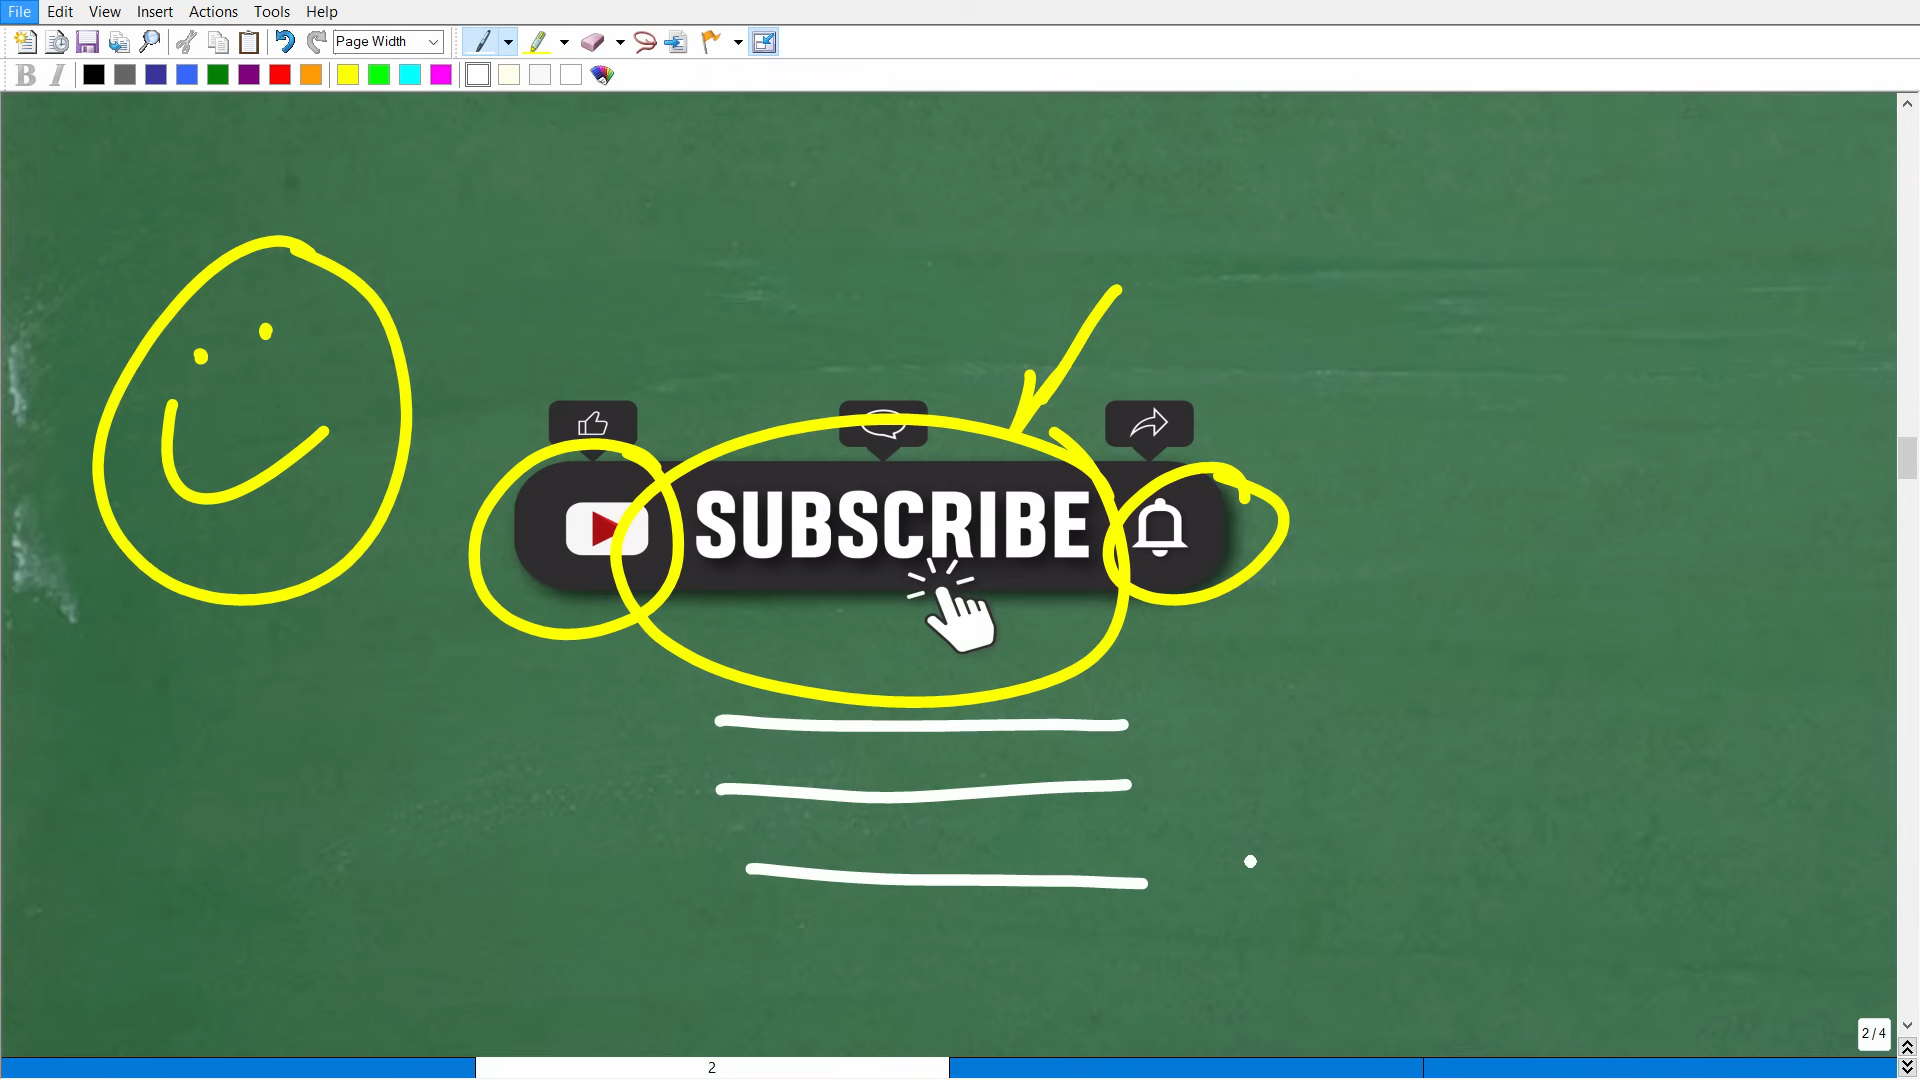 File Edit View Insert Actions Tools Help
Page Width
B I
SUBSCRIBE
2 / 4
2